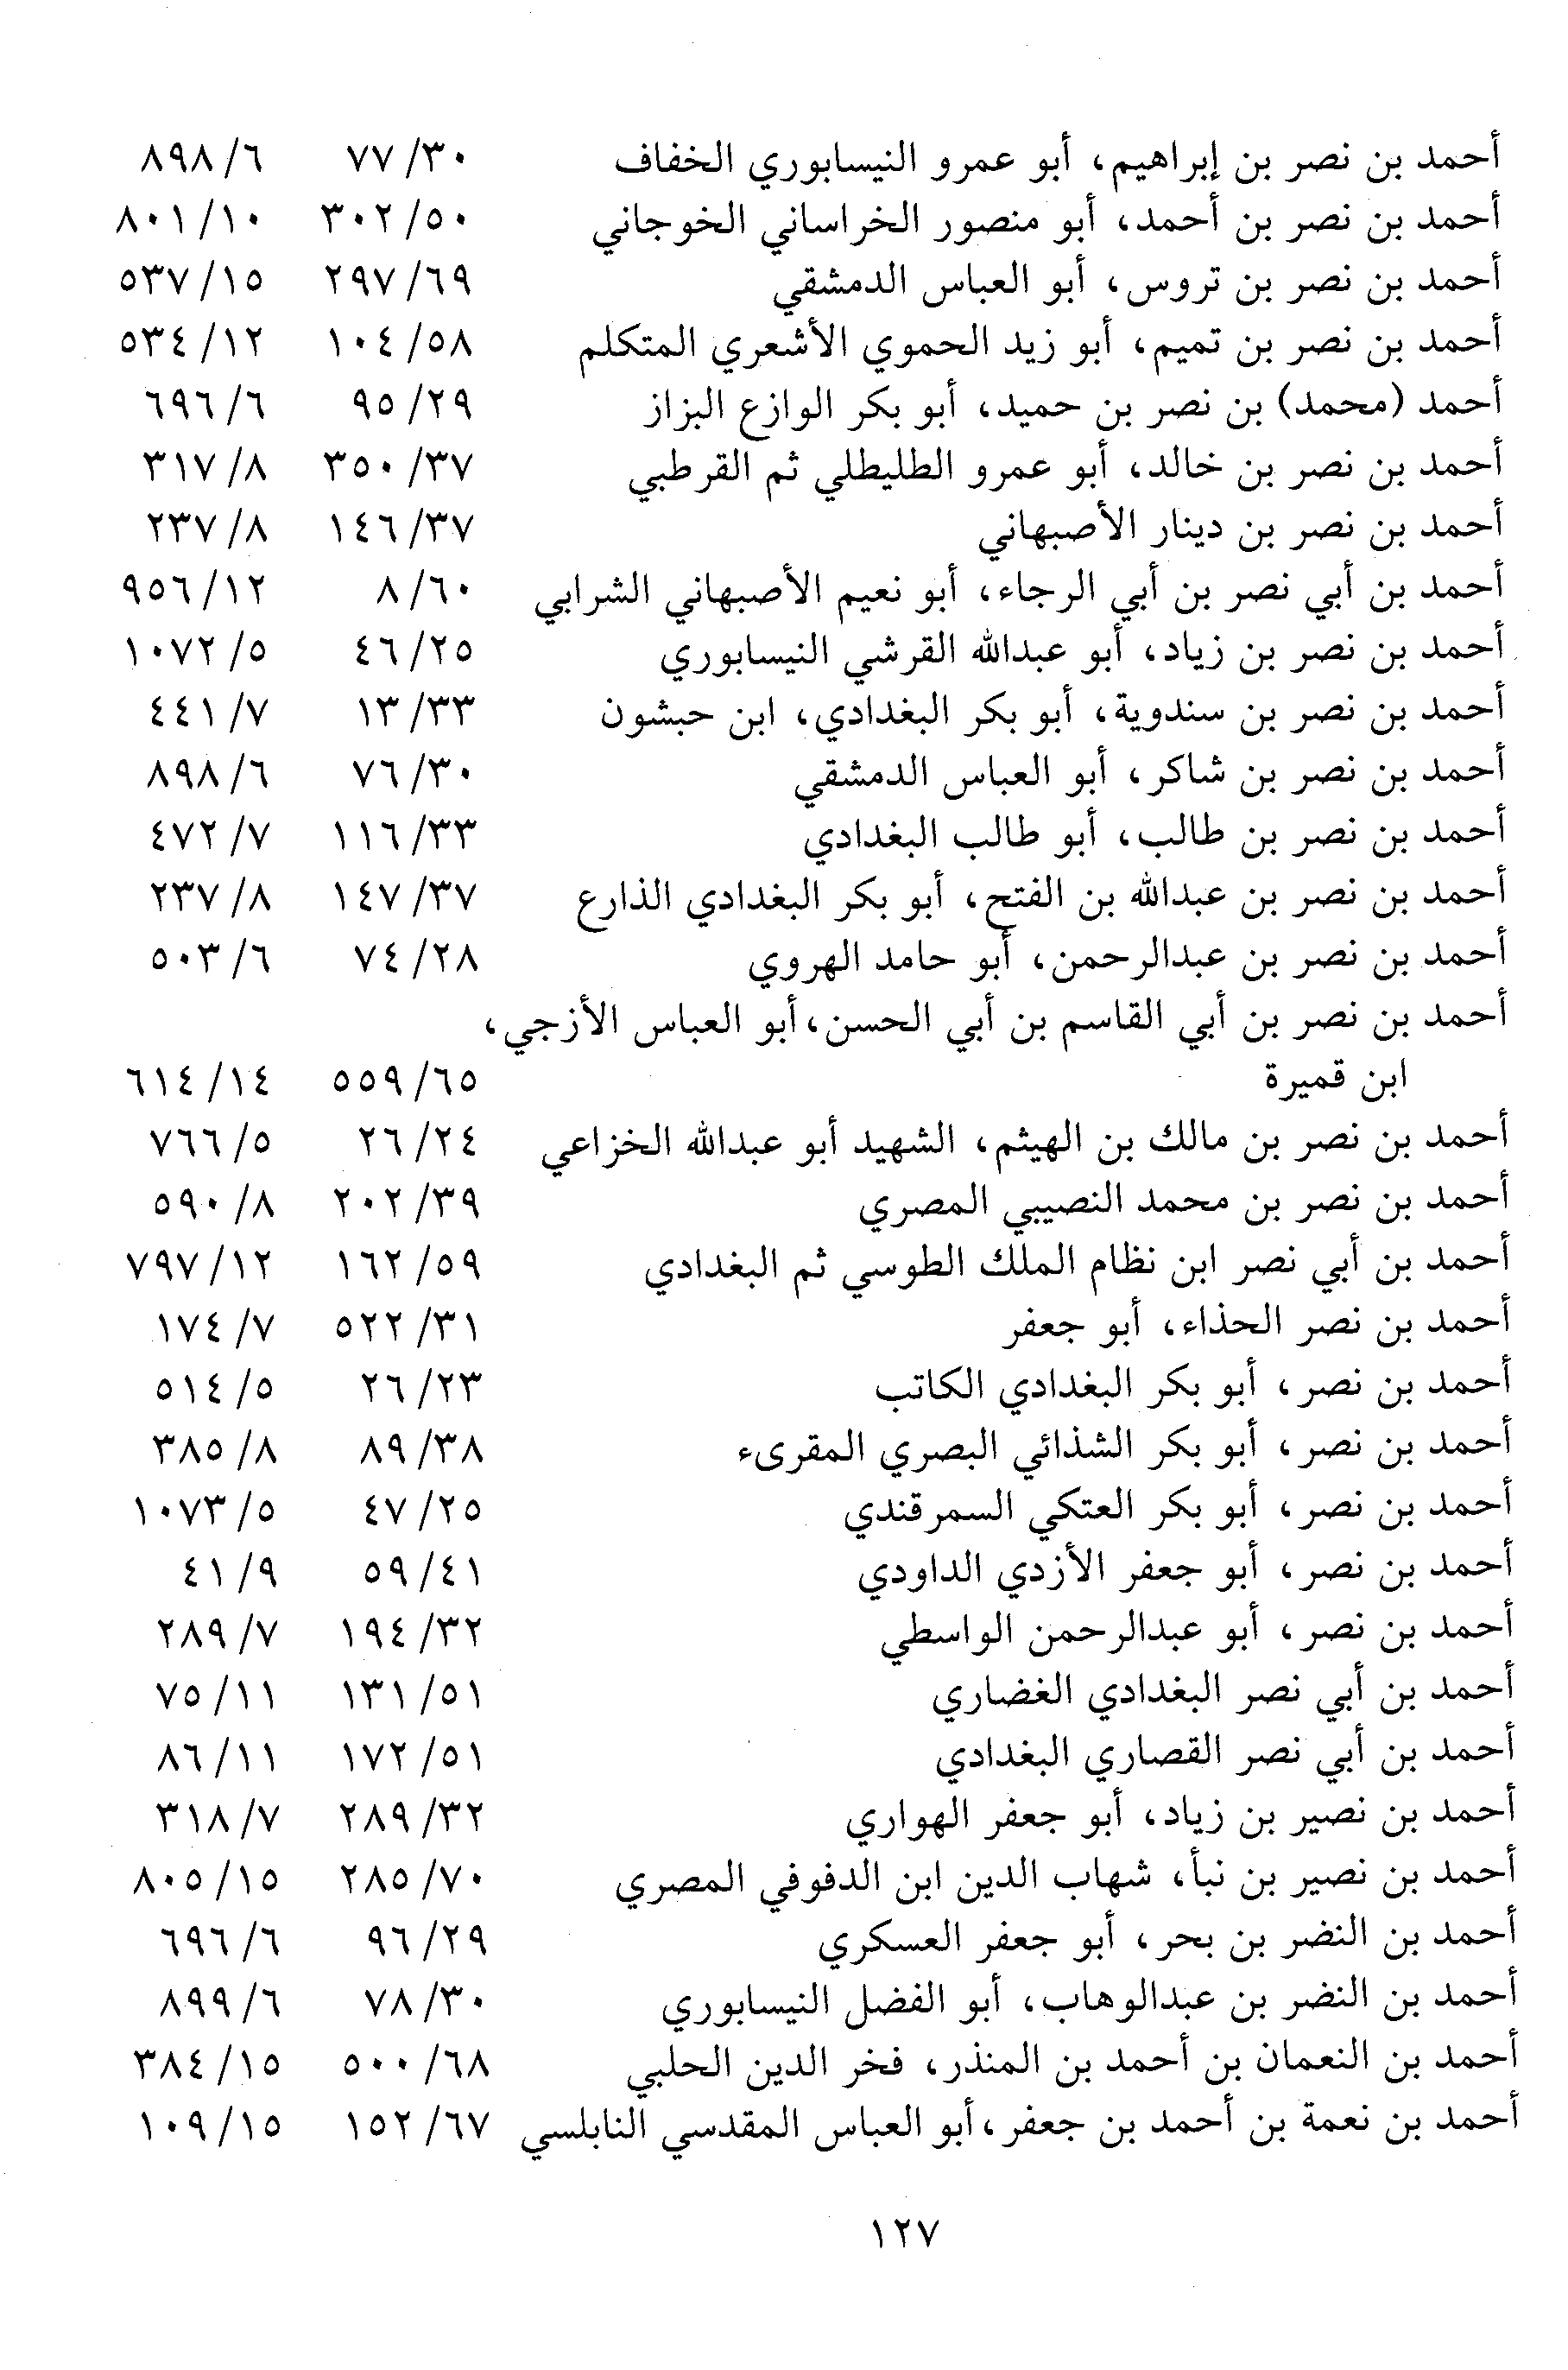 أحمد بن نصر بن إبراهيم، أبو عمرو النيسابوري الخفاف ٣٠/ ٧٧ ٦/ ٨٩٨
أحمد بن نصر بن أحمد، أبو منصور الخراساني الخوجاني ٥٠/ ٣٠٢ ١٠/ ٨٠١
أحمد بن نصر بن تروس، أبو العباس الدمشقي ٦٩/ ٢٩٧ ١٥/ ٥٣٧
أحمد بن نصر بن تميم، أبو زيد الحموي الأشعري المتكلم ٥٨/ ١٠٤ ١٢/ ٥٣٤
أحمد (محمد) بن نصر بن حميد، أبو بكر الوازع البزاز ٢٩/ ٩٥ ٦/ ٦٩٦
أحمد بن نصر بن خالد، أبو عمرو الطليطلي ثم القرطبي ٣٧/ ٣٥٠ ٨/ ٣١٧
أحمد بن نصر بن دينار الأصبهاني ٣٧/ ١٤٦ ٨/ ٢٣٧
أحمد بن أبي نصر بن أبي الرجاء، أبو نعيم الأصبهاني الشرابي ٦٠/ ٨ ١٢/ ٩٥٦
أحمد بن نصر بن زياد، أبو عبدالله القرشي النيسابوري ٢٥/ ٤٦ ٥/ ١٠٧٢
أحمد بن نصر بن سندوية، أبو بكر البغدادي، ابن حبشون ٣٣/ ١٣ ٧/ ٤٤١
أحمد بن نصر بن شاكر، أبو العباس الدمشقي ٣٠/ ٧٦ ٦/ ٨٩٨
أحمد بن نصر بن طالب، أبو طالب البغدادي ٣٣/ ١١٦ ٧/ ٤٧٢
أحمد بن نصر بن عبدالله بن الفتح، أبو بكر البغدادي الذارع ٣٧/ ١٤٧ ٨/ ٢٣٧
أحمد بن نصر بن عبدالرحمن، أبو حامد الهروي ٢٨/ ٧٤ ٦/ ٥٠٣
أحمد بن نصر بن أبي القاسم بن أبي الحسن، أبو العباس الأزجي،
ابن قميرة ٦٥/ ٥٥٩ ١٤/ ٦١٤
أحمد بن نصر بن مالك بن الهيثم، الشهيد أبو عبدالله الخزاعي ٢٤/ ٢٦ ٥/ ٧٦٦
أحمد بن نصر بن محمد النصيبي المصري ٣٩/ ٢٠٢ ٨/ ٥٩٠
أحمد بن أبي نصر ابن نظام الملك الطوسي ثم البغدادي ٥٩/ ١٦٢ ١٢/ ٧٩٧
أحمد بن نصر الحذاء، أبو جعفر ٣١/ ٥٢٢ ٧/ ١٧٤
أحمد بن نصر، أبو بكر البغدادي الكاتب ٢٣/ ٢٦ ٥/ ٥١٤
أحمد بن نصر، أبو بكر الشذائي البصري المقرىء ٣٨/ ٨٩ ٨/ ٣٨٥
أحمد بن نصر، أبو بكر العتكي السمرقندي ٢٥/ ٤٧ ٥/ ١٠٧٣
أحمد بن نصر، أبو جعفر الأزدي الداودي ٤١/ ٥٩ ٩/ ٤١
أحمد بن نصر، أبو عبدالرحمن الواسطي ٣٢/ ١٩٤ ٧/ ٢٨٩
أحمد بن أبي نصر البغدادي الغضاري ٥١/ ١٣١ ١١/ ٧٥
أحمد بن أبي نصر القصاري البغدادي ٥١/ ١٧٢ ١١/ ٨٦
أحمد بن نصير بن زياد، أبو جعفر الهواري ٣٢/ ٢٨٩ ٧/ ٣١٨
أحمد بن نصير بن نبأ، شهاب الدين ابن الدفوفي المصري ٧٠/ ٢٨٥ ١٥/ ٨٠٥
أحمد بن النضر بن بحر، أبو جعفر العسكري ٢٩/ ٩٦ ٦/ ٦٩٦
أحمد بن النضر بن عبدالوهاب، أبو الفضل النيسابوري ٣٠/ ٧٨ ٦/ ٨٩٩
أحمد بن النعمان بن أحمد بن المنذر، فخر الدين الحلبي ٦٨/ ٥٠٠ ١٥/ ٣٨٤
أحمد بن نعمة بن أحمد بن جعفر، أبو العباس المقدسي النابلسي ٦٧/ ١٥٢ ١٥/ ١٠٩
١٢٧